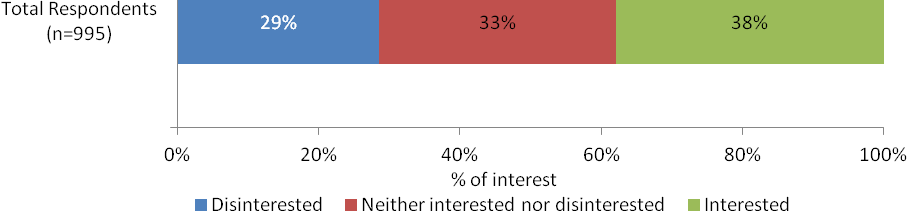 Total Respondents
(n=995)
29% 33% 38%
0% 20% 40% 60% 80% 100%
% of interest
Disinterested Neither interested nor disinterested Interested